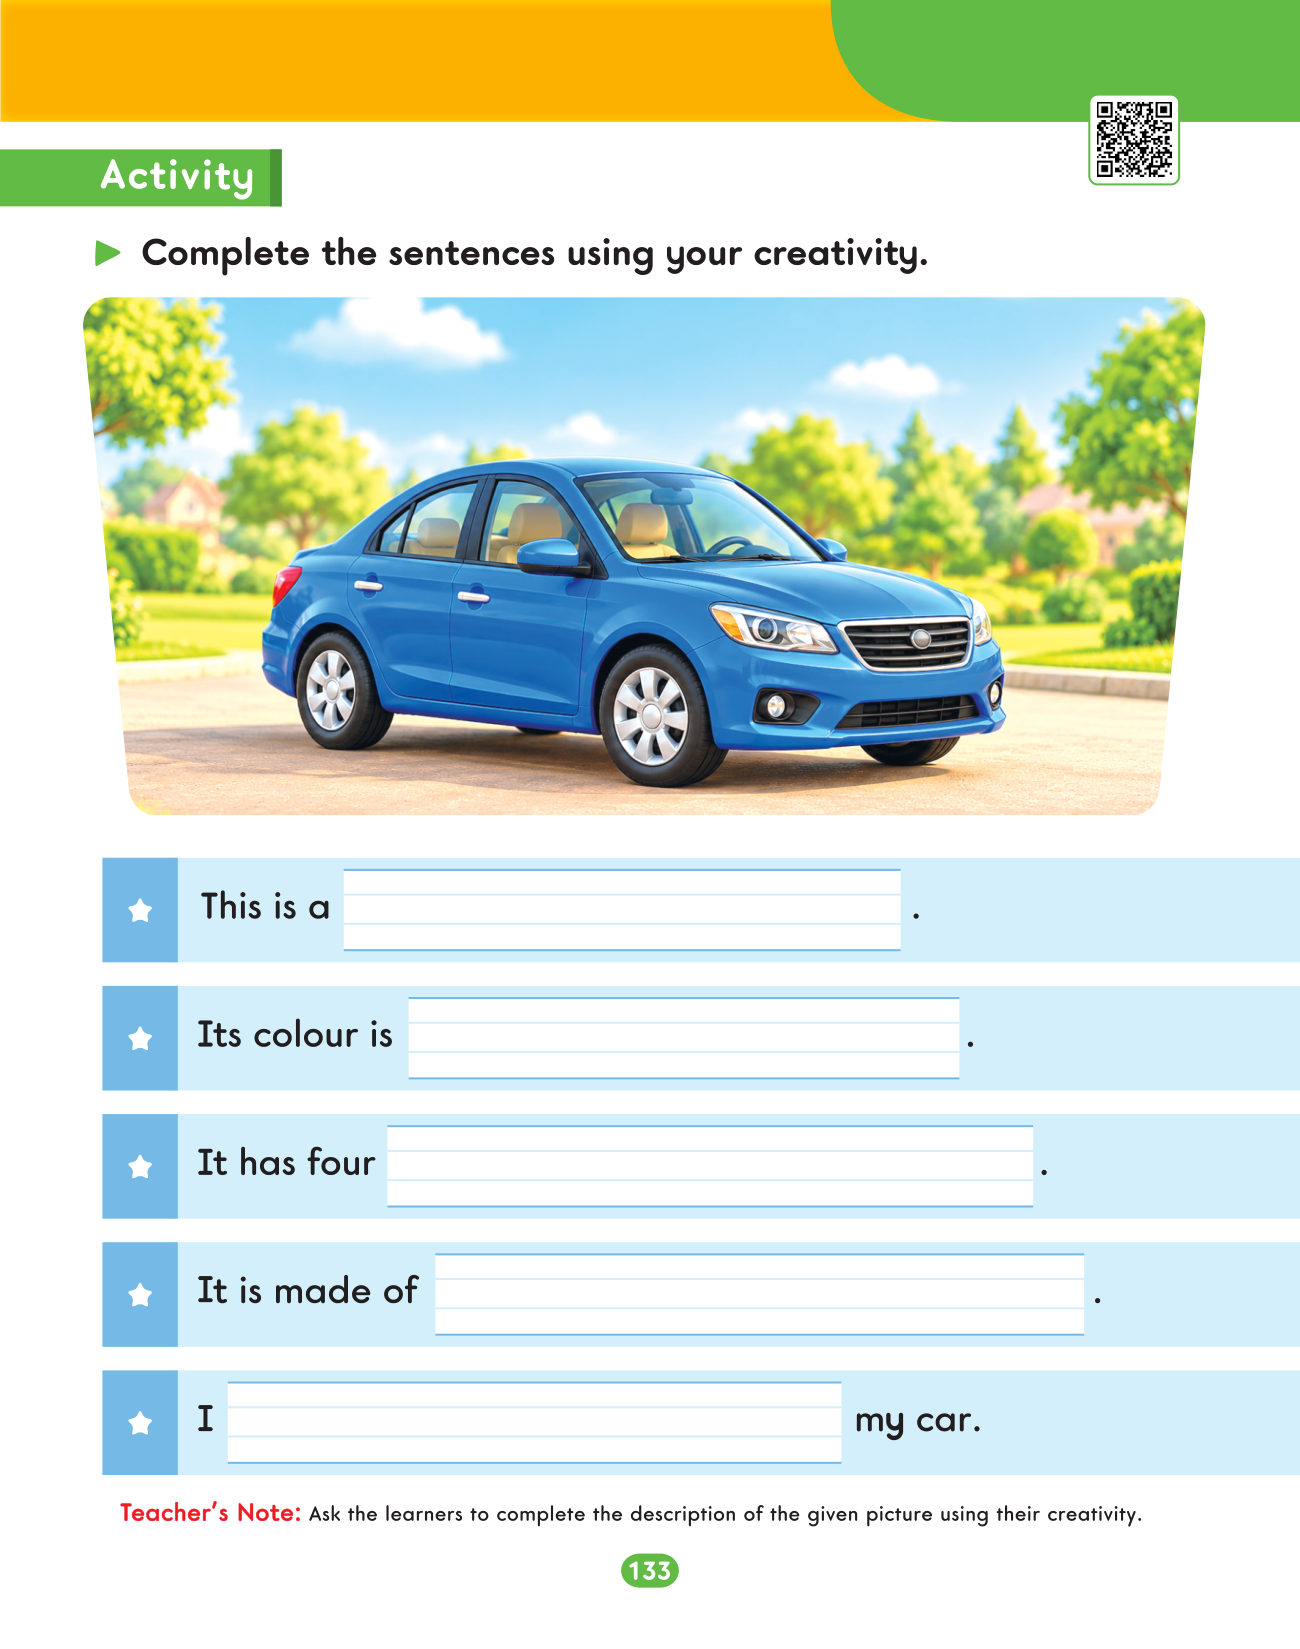 Activity
Complete the sentences using your creativity.
This is a .
Its colour is .
It has four .
It is made of .
I my car.
Teacher's Note: Ask the learners to complete the description of the given picture using their creativity.
133